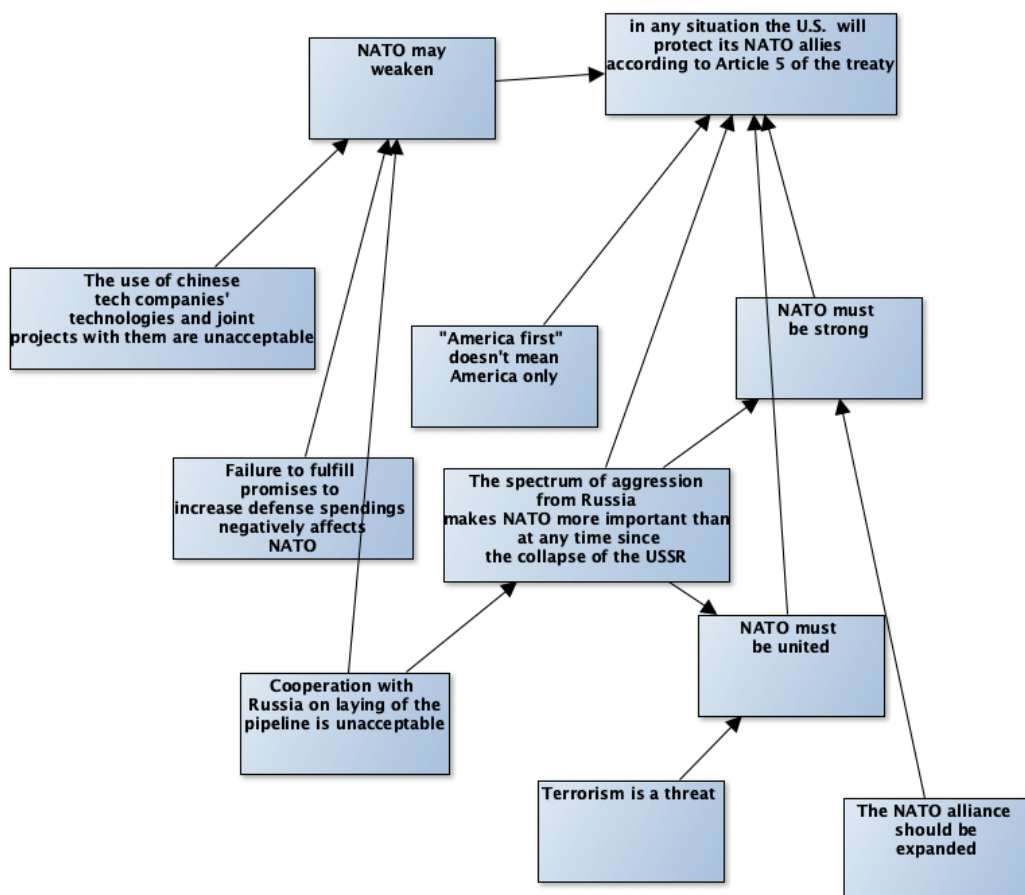 NATO may
weaken
in any situation the U.S. will
protect its NATO allies
according to Article 5 of the treaty
The use of chinese
tech companies'
technologies and joint
projects with them are unacceptable
"America first"
doesn't mean
America only
NATO must
be strong
Failure to fulfill
promises to
increase defense spendings
negatively affects
NATO
The spectrum of aggression
from Russia
makes NATO more important than
at any time since
the collapse of the USSR
NATO must
be united
Cooperation with
Russia on laying of the
pipeline is unacceptable
Terrorism is a threat
The NATO alliance
should be
expanded